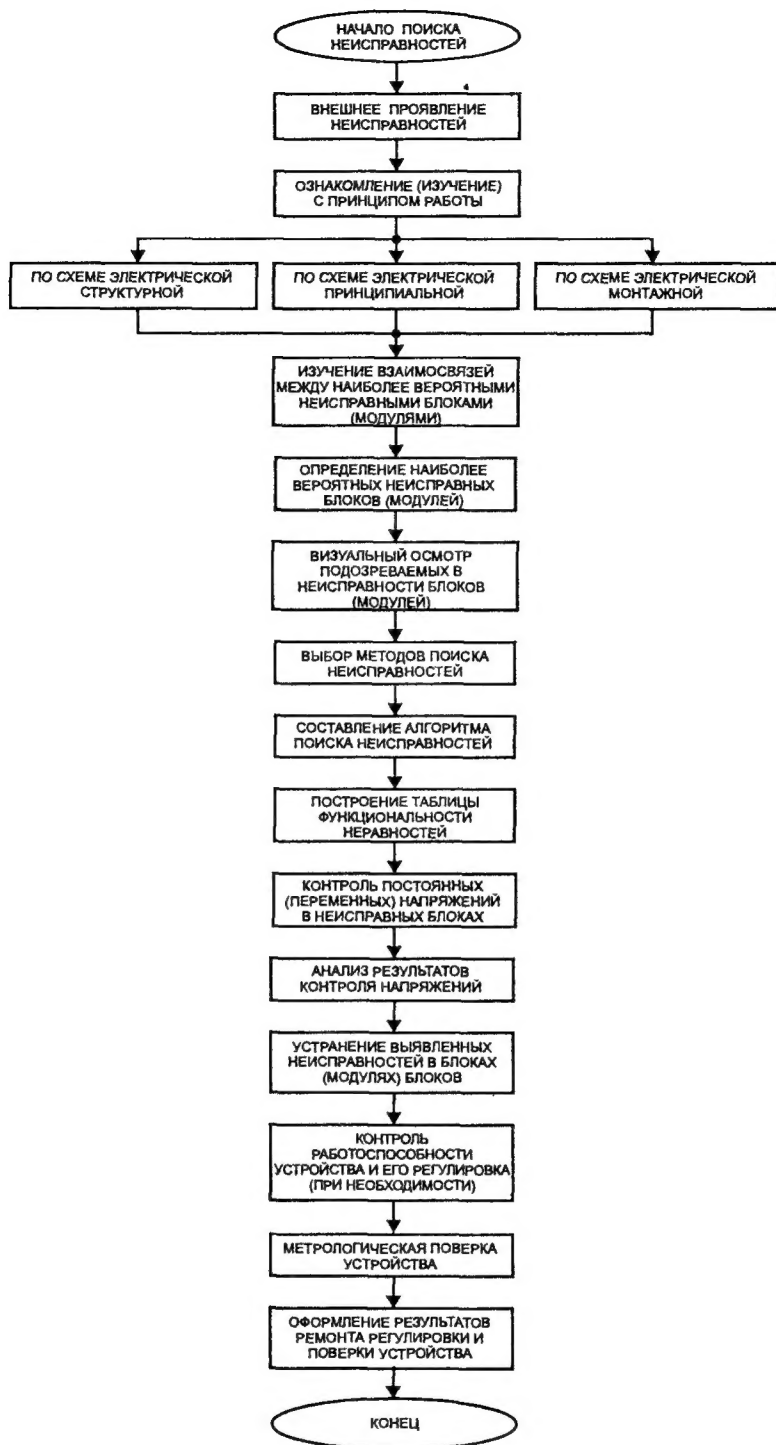 НАЧАЛО ПОИСКА
НЕИСПРАВНОСТЕЙ
ВНЕШНЕЕ ПРОЯВЛЕНИЕ
НЕИСПРАВНОСТЕЙ
ОЗНАКОМЛЕНИЕ (ИЗУЧЕНИЕ)
С ПРИНЦИПОМ РАБОТЫ
ПО СХЕМЕ ЭЛЕКТРИЧЕСКОЙ
СТРУКТУРНОЙ
ПО СХЕМЕ ЭЛЕКТРИЧЕСКОЙ
ПРИНЦИПИАЛЬНОЙ
ПО СХЕМЕ ЭЛЕКТРИЧЕСКОЙ
МОНТАЖНОЙ
ИЗУЧЕНИЕ ВЗАИМОСВЯЗЕЙ
МЕЖДУ НАИБОЛЕЕ ВЕРОЯТНЫМИ
НЕИСПРАВНЫМИ БЛОКАМИ
(МОДУЛЯМИ)
ОПРЕДЕЛЕНИЕ НАИБОЛЕЕ
ВЕРОЯТНЫХ НЕИСПРАВНЫХ
БЛОКОВ (МОДУЛЕЙ)
ВИЗУАЛЬНЫЙ ОСМОТР
ПОДОЗРЕВАЕМЫХ В
НЕИСПРАВНОСТИ БЛОКОВ
(МОДУЛЕЙ)
ВЫБОР МЕТОДОВ ПОИСКА
НЕИСПРАВНОСТЕЙ
СОСТАВЛЕНИЕ АЛГОРИТМА
ПОИСКА НЕИСПРАВНОСТЕЙ
ПОСТРОЕНИЕ ТАБЛИЦЫ
ФУНКЦИОНАЛЬНОСТИ
НЕРАВНОСТЕЙ
КОНТРОЛЬ ПОСТОЯННЫХ
(ПЕРЕМЕННЫХ) НАПРЯЖЕНИЙ
В НЕИСПРАВНЫХ БЛОКАХ
АНАЛИЗ РЕЗУЛЬТАТОВ
КОНТРОЛЯ НАПРЯЖЕНИЙ
УСТРАНЕНИЕ ВЫЯВЛЕННЫХ
НЕИСПРАВНОСТЕЙ В БЛОКАХ
(МОДУЛЯХ) БЛОКОВ
КОНТРОЛЬ
РАБОТОСПОСОБНОСТИ
УСТРОЙСТВА И ЕГО РЕГУЛИРОВКА
(ПРИ НЕОБХОДИМОСТИ)
МЕТРОЛОГИЧЕСКАЯ ПОВЕРКА
УСТРОЙСТВА
ОФОРМЛЕНИЕ РЕЗУЛЬТАТОВ
РЕМОНТА РЕГУЛИРОВКИ И
ПОВЕРКИ УСТРОЙСТВА
КОНЕЦ